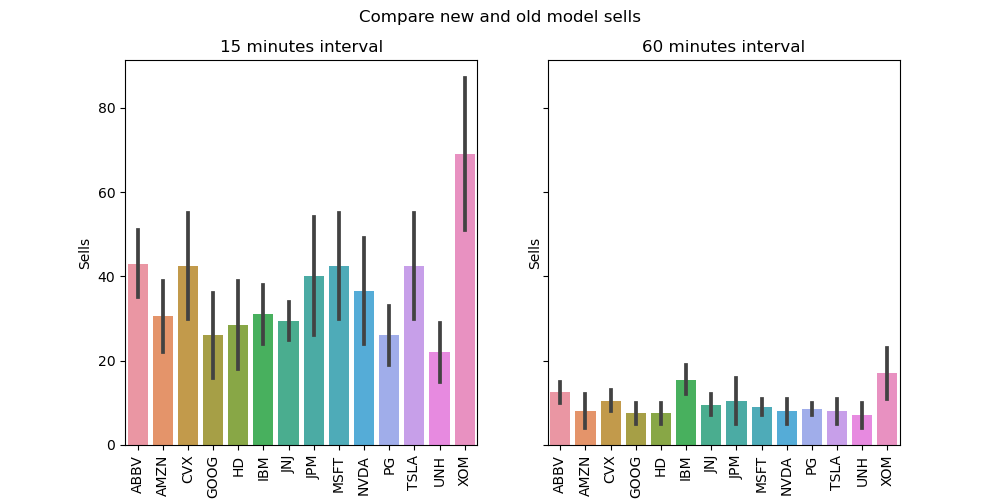 Compare new and old model sells
15 minutes interval
60 minutes interval
Sells
80
60
40
20
0
ABBV
AMZN
CVX
GOOG
HD
IBM
JNJ
JPM
MSFT
NVDA
PG
TSLA
UNH
XOM
Sells
ABBV
AMZN
CVX
GOOG
HD
IBM
JNJ
JPM
MSFT
NVDA
PG
TSLA
UNH
XOM